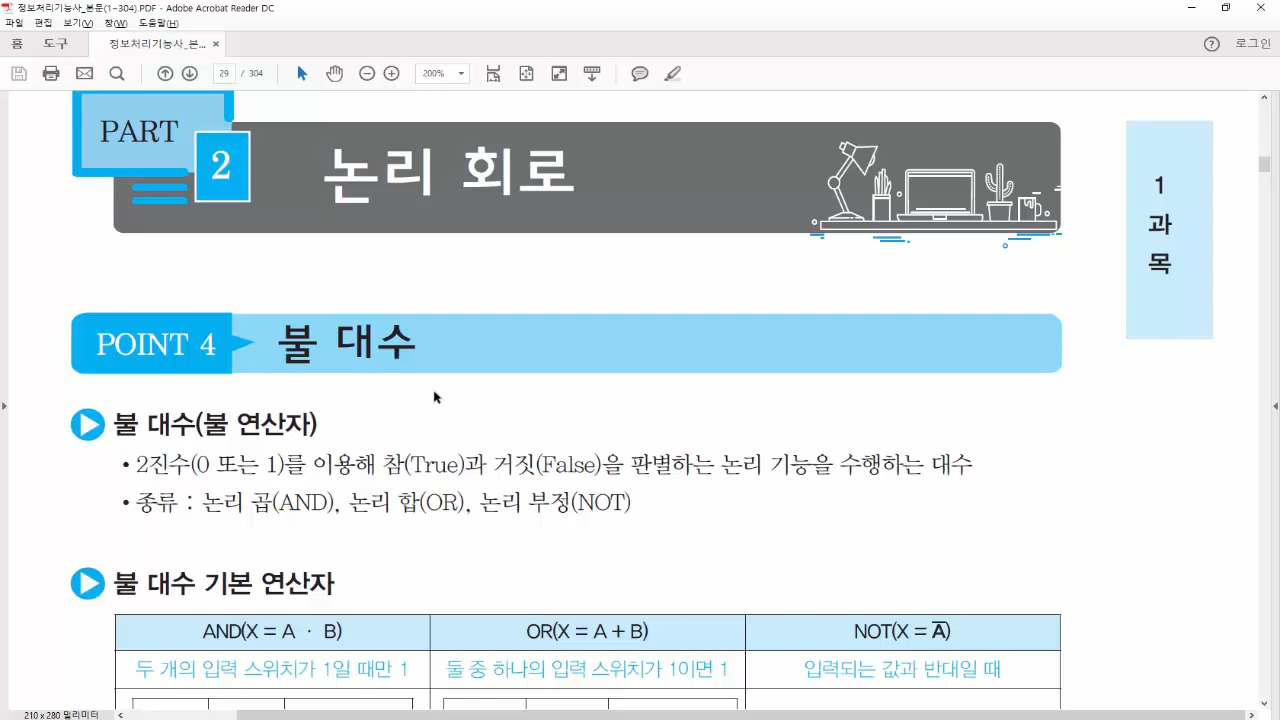 정보처리기능사_본문(1~304).PDF - Adobe Acrobat Reader DC
파일 편집 보기(V) 창(W) 도움말(H)
홈 도구 정보처리기능사_본... × 로그인
29 / 304 200%
PART
2
논리 회로
1
과
목
POINT 4 불 대수
불 대수(불 연산자)
• 2진수(0 또는 1)를 이용해 참(True)과 거짓(False)을 판별하는 논리 기능을 수행하는 대수
• 종류 : 논리 곱(AND), 논리 합(OR), 논리 부정(NOT)
불 대수 기본 연산자
AND(X = A · B) OR(X = A + B) NOT(X = A̅)
두 개의 입력 스위치가 1일 때만 1 둘 중 하나의 입력 스위치가 1이면 1 입력되는 값과 반대일 때
210 x 280 밀리미터